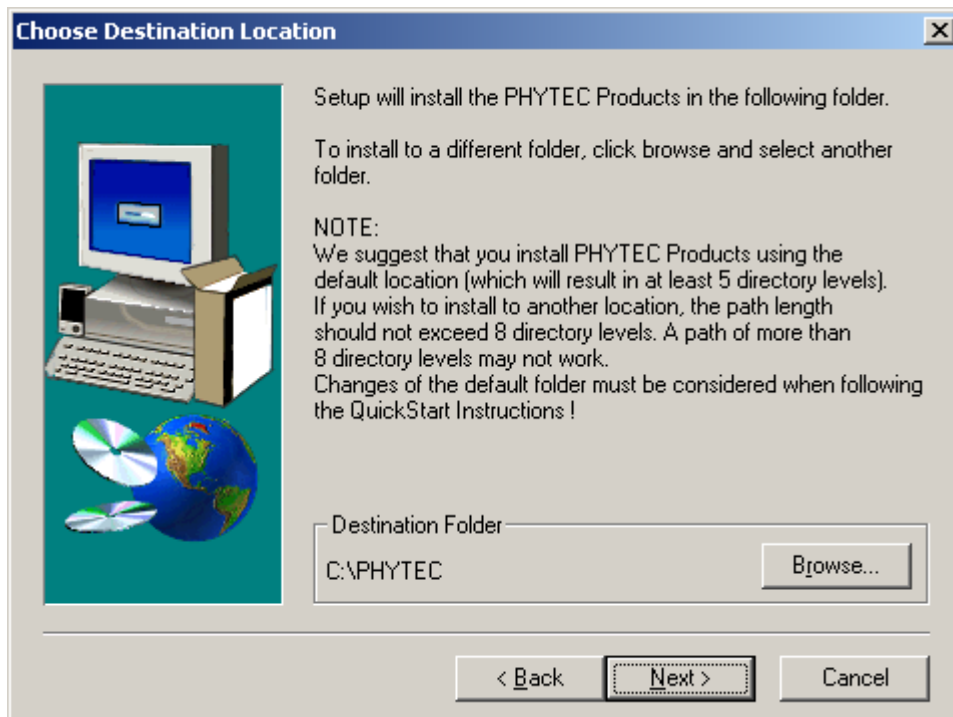 Choose Destination Location
Setup will install the PHYTEC Products in the following folder.
To install to a different folder, click browse and select another
folder.
NOTE:
We suggest that you install PHYTEC Products using the
default location (which will result in at least 5 directory levels).
If you wish to install to another location, the path length
should not exceed 8 directory levels. A path of more than
8 directory levels may not work.
Changes of the default folder must be considered when following
the QuickStart Instructions !
Destination Folder
C:\PHYTEC
Browse...
< Back
Next >
Cancel